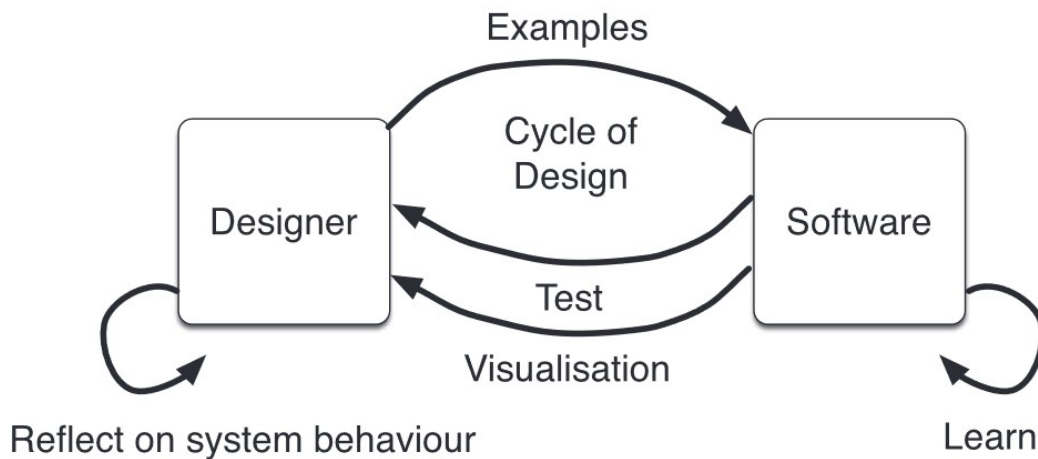 Examples
Cycle of
Design
Designer
Software
Test
Visualisation
Reflect on system behaviour
Learn